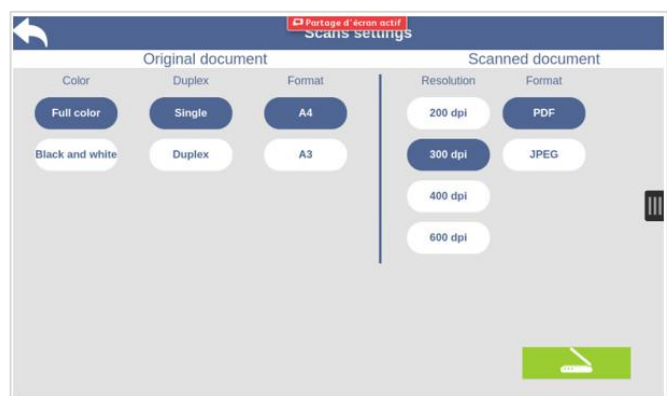 Partage d'écran actif
Scans settings
Original document
Scanned document
Color Duplex Format Resolution Format
Full color Single A4 200 dpi PDF
Black and white Duplex A3 300 dpi JPEG
400 dpi
600 dpi